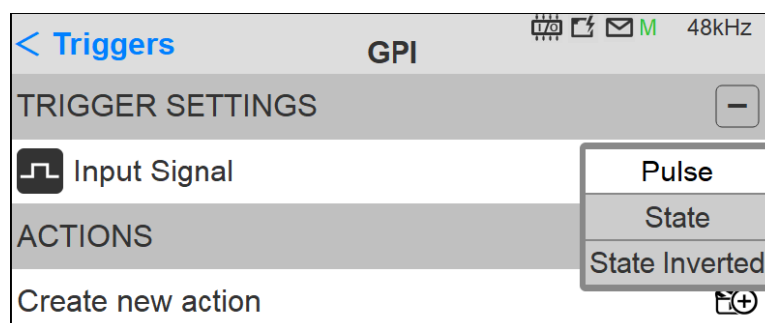 < Triggers
GPI
I/O
M 48kHz
TRIGGER SETTINGS
Input Signal
Pulse
State
State Inverted
ACTIONS
Create new action